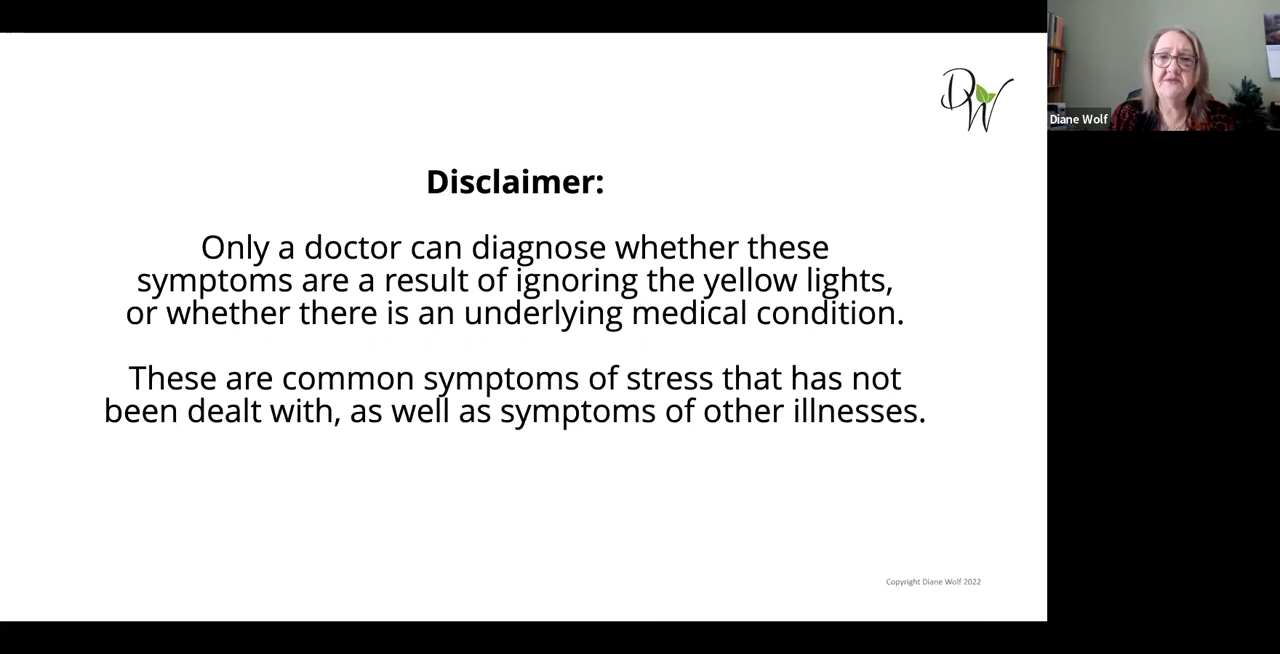 DW
Diane Wolf
Disclaimer:
Only a doctor can diagnose whether these
symptoms are a result of ignoring the yellow lights,
or whether there is an underlying medical condition.
These are common symptoms of stress that has not
been dealt with, as well as symptoms of other illnesses.
Copyright Diane Wolf 2022